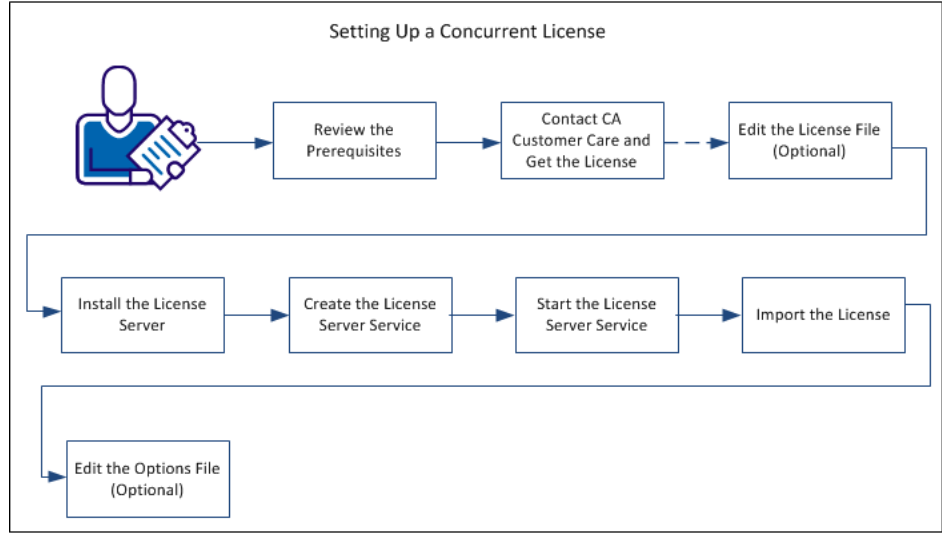 Setting Up a Concurrent License
Review the
Prerequisites
Contact CA
Customer Care and
Get the License
Edit the License File
(Optional)
Install the License
Server
Create the License
Server Service
Start the License
Server Service
Import the License
Edit the Options File
(Optional)